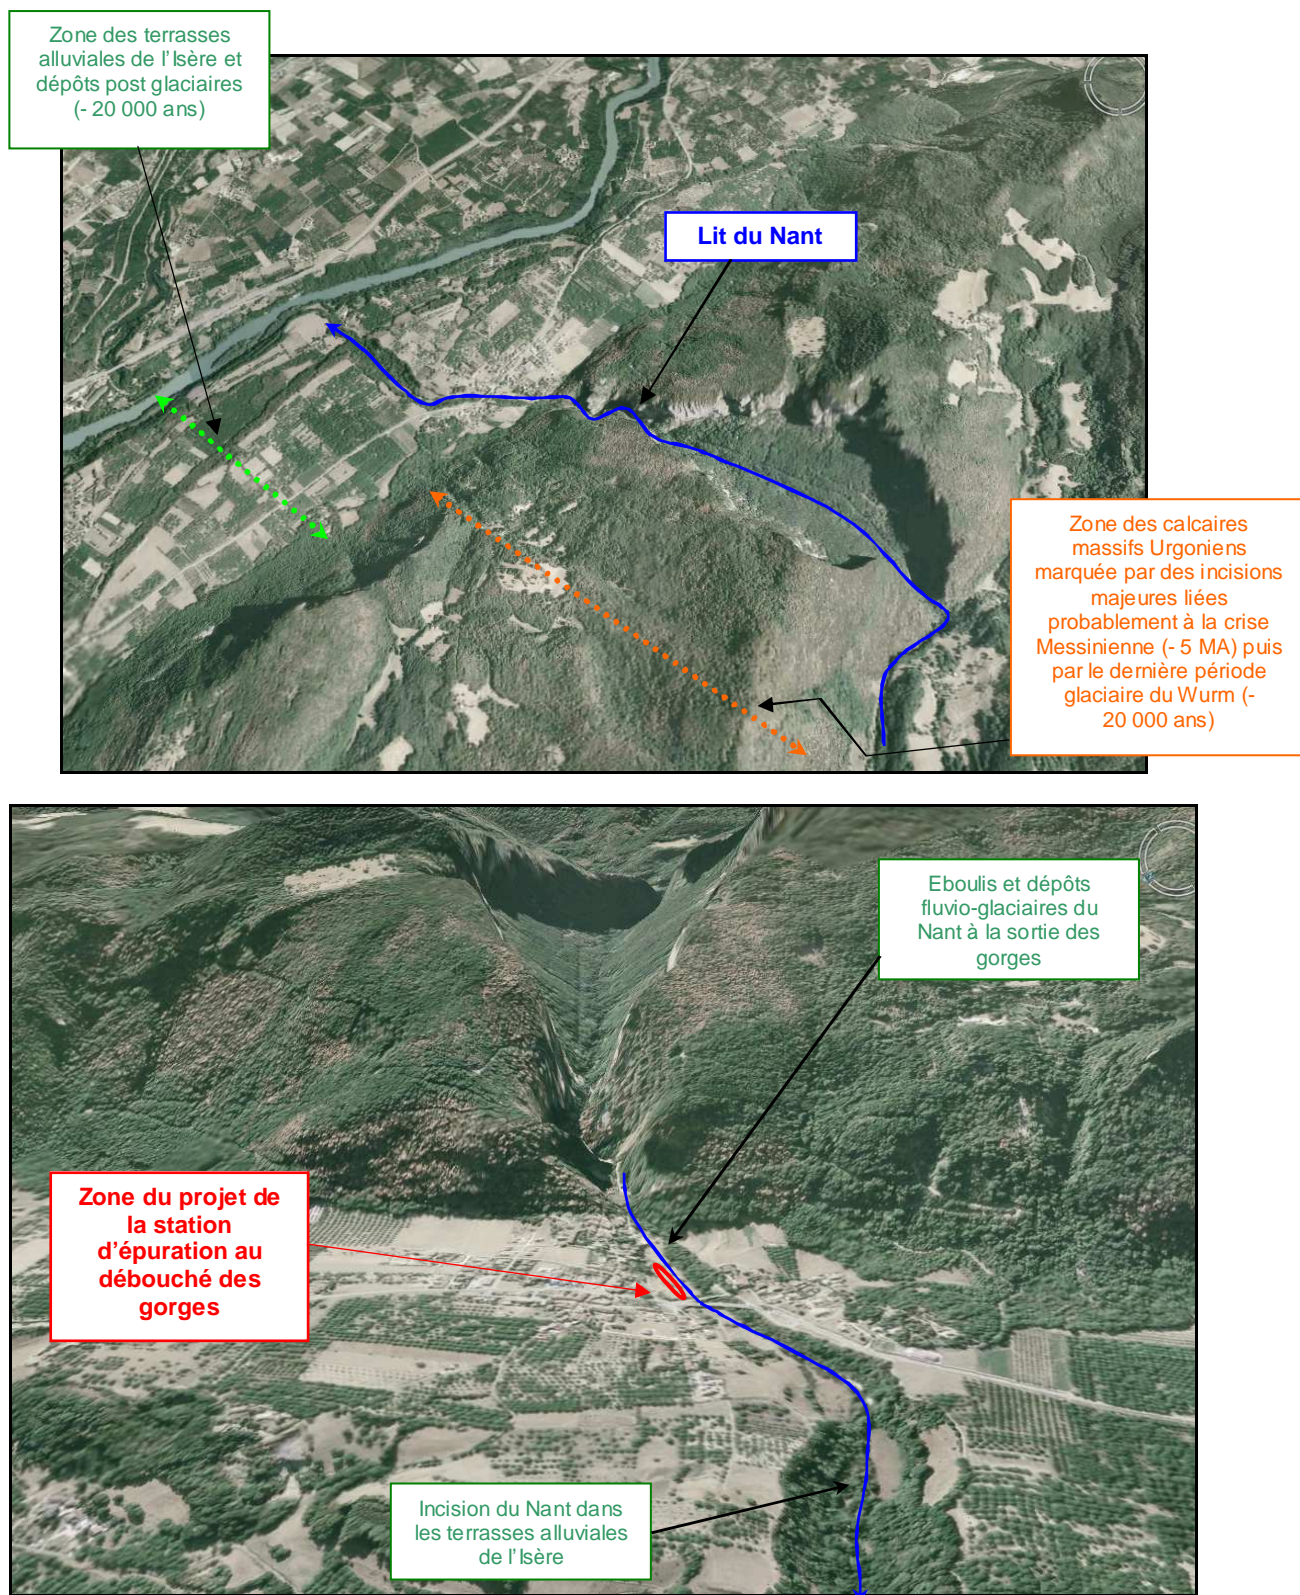 Zone des terrasses
alluviales de l'Isère et
dépôts post glaciaires
(- 20 000 ans)
Lit du Nant
Zone des calcaires
massifs Urgoniens
marquée par des incisions
majeures liées
probablement à la crise
Messinienne (- 5 MA) puis
par le dernière période
glaciaire du Wurm (-
20 000 ans)
Eboulis et dépôts
fluvio-glaciaires du
Nant à la sortie des
gorges
Zone du projet de
la station
d'épuration au
débouché des
gorges
Incision du Nant dans
les terrasses alluviales
de l'Isère